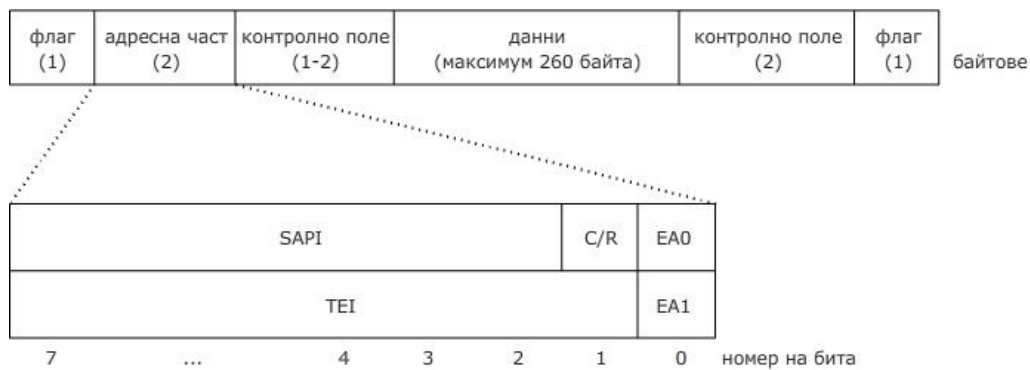 флаг адресна част контролно поле данни контролно поле флаг
(1) (2) (1-2) (максимум 260 байта) (2) (1) байтове
SAPI C/R EA0
TEI EA1
7 ... 4 3 2 1 0 номер на бита